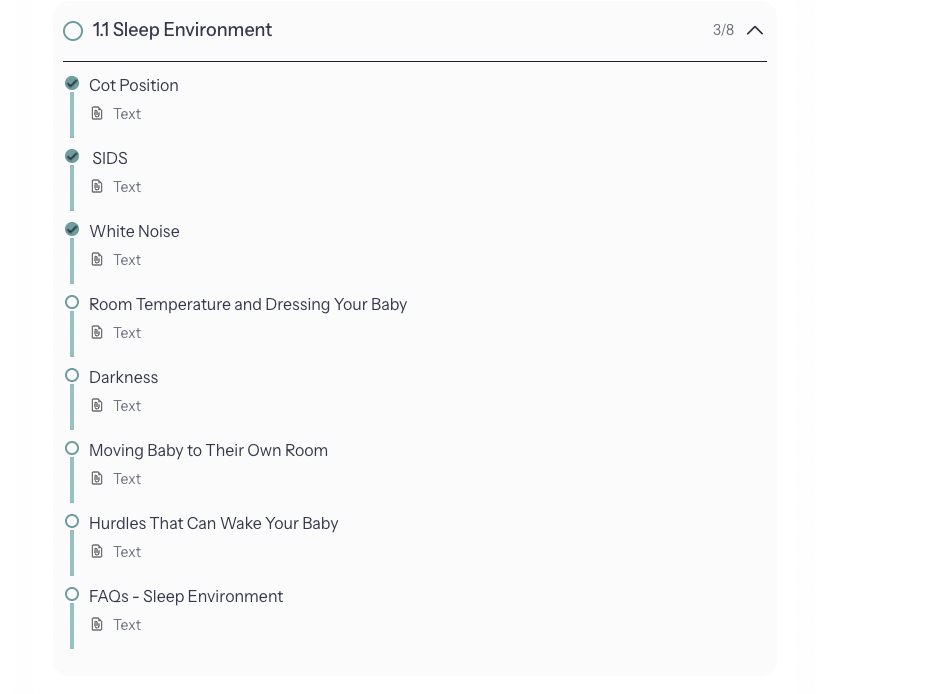 1.1 Sleep Environment
3/8
Cot Position
Text
SIDS
Text
White Noise
Text
Room Temperature and Dressing Your Baby
Text
Darkness
Text
Moving Baby to Their Own Room
Text
Hurdles That Can Wake Your Baby
Text
FAQs - Sleep Environment
Text